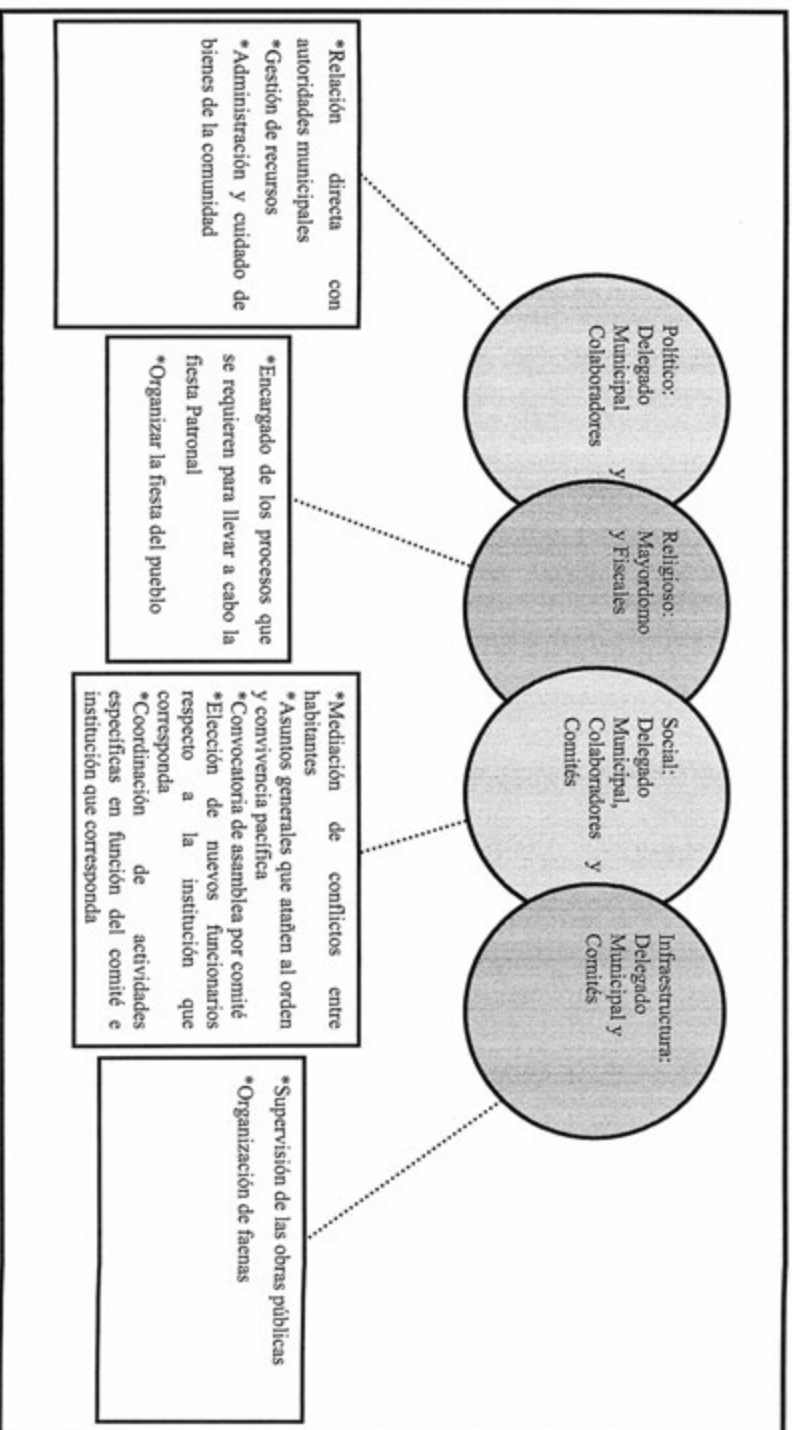 Político:
Delegado
Municipal y
Colaboradores
Religioso:
Mayordomo
y Fiscales
Social:
Delegado
Municipal,
Colaboradores y
Comités
Infraestructura:
Delegado
Municipal y
Comités
*Relación directa con
autoridades municipales
*Gestión de recursos
*Administración y cuidado de
bienes de la comunidad
*Encargado de los procesos que
se requieren para llevar a cabo la
fiesta Patronal
*Organizar la fiesta del pueblo
*Mediación de conflictos entre
habitantes
*Asuntos generales que atañen al orden
y convivencia pacífica
*Convocatoria de asamblea por comité
*Elección de nuevos funcionarios
respecto a la institución que
corresponda
*Coordinación de actividades
específicas en función del comité e
institución que corresponda
*Supervisión de las obras públicas
*Organización de faenas